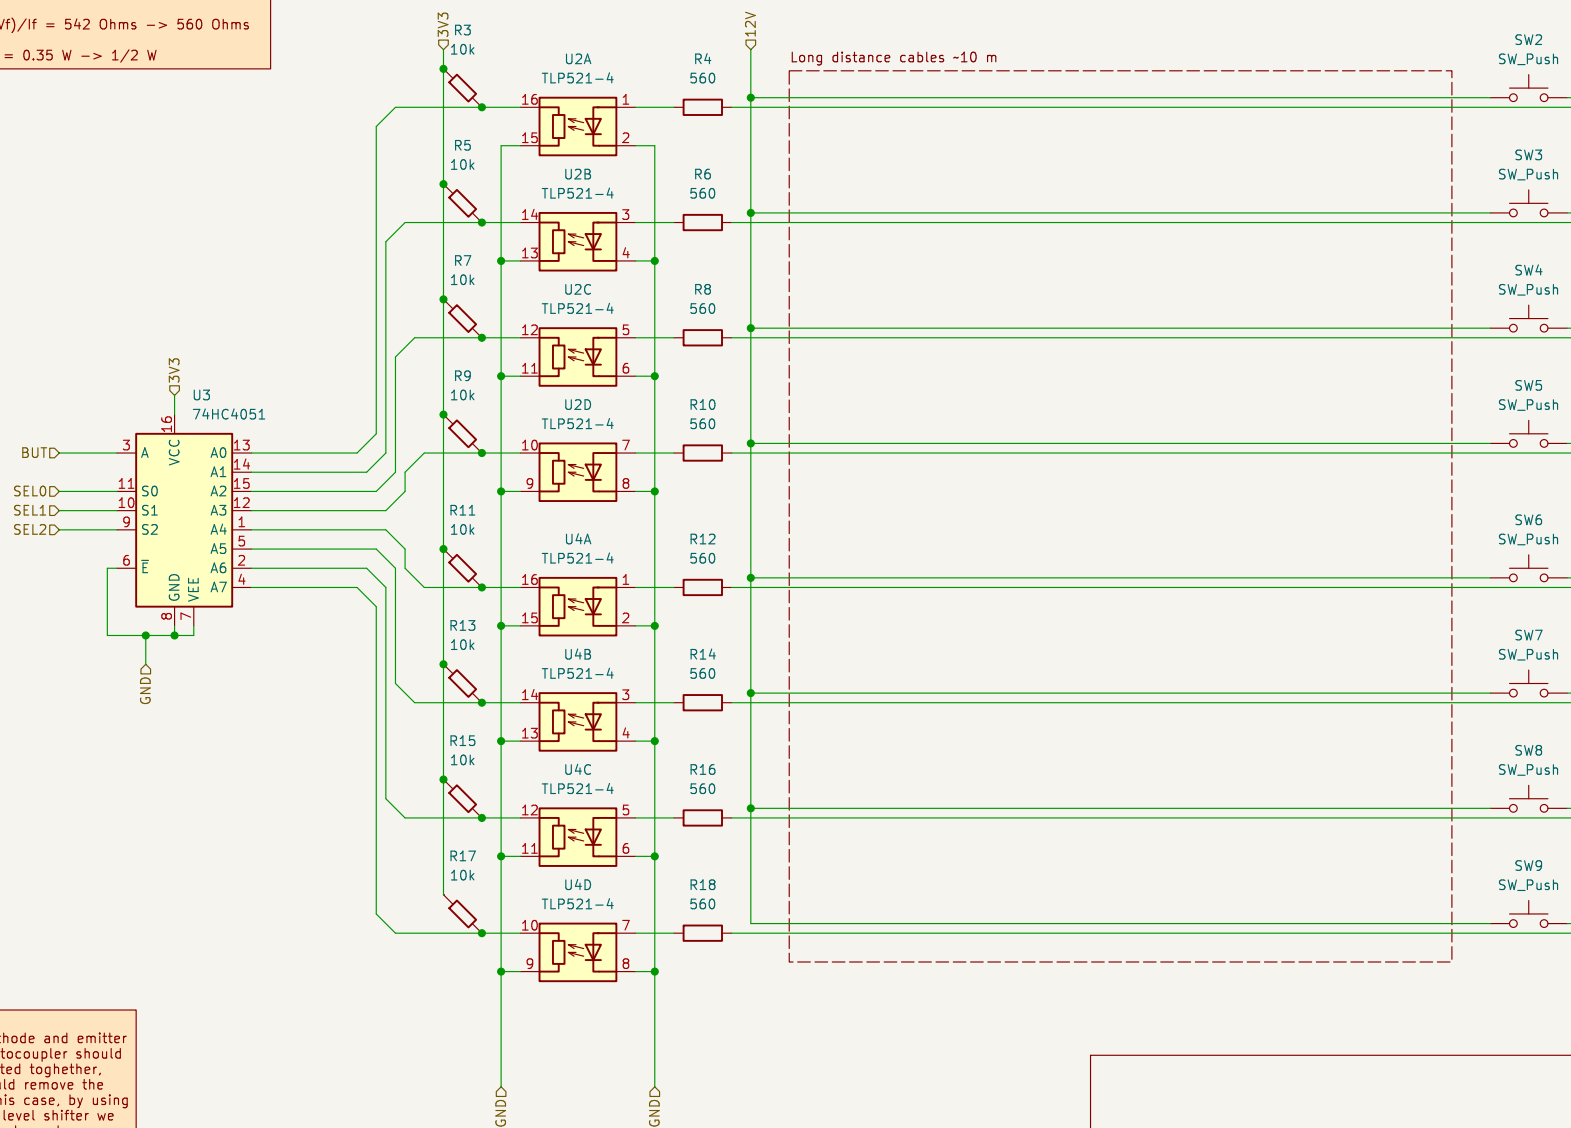 Vf)/If = 542 Ohms -> 560 Ohms
= 0.35 W -> 1/2 W
3V3
12V
Long distance cables ~10 m
R3
10k
U2A
TLP521-4
16
15
1
2
R4
560
SW2
SW_Push
R5
10k
U2B
TLP521-4
14
13
3
4
R6
560
SW3
SW_Push
R7
10k
U2C
TLP521-4
12
11
5
6
R8
560
SW4
SW_Push
R9
10k
U2D
TLP521-4
10
9
7
8
R10
560
SW5
SW_Push
3V3
U3
74HC4051
16
VCC
BUT
3
A
SEL0
11
S0
SEL1
10
S1
SEL2
9
S2
6
E
A0
13
A1
14
A2
15
A3
12
A4
1
A5
5
A6
2
A7
4
GND
VEE
8
7
GND
R11
10k
U4A
TLP521-4
16
15
1
2
R12
560
SW6
SW_Push
R13
10k
U4B
TLP521-4
14
13
3
4
R14
560
SW7
SW_Push
R15
10k
U4C
TLP521-4
12
11
5
6
R16
560
SW8
SW_Push
R17
10k
U4D
TLP521-4
10
9
7
8
R18
560
SW9
SW_Push
GND
GND
thode and emitter
tocoupler should
ted toghether,
ld remove the
his case, by using
level shifter we